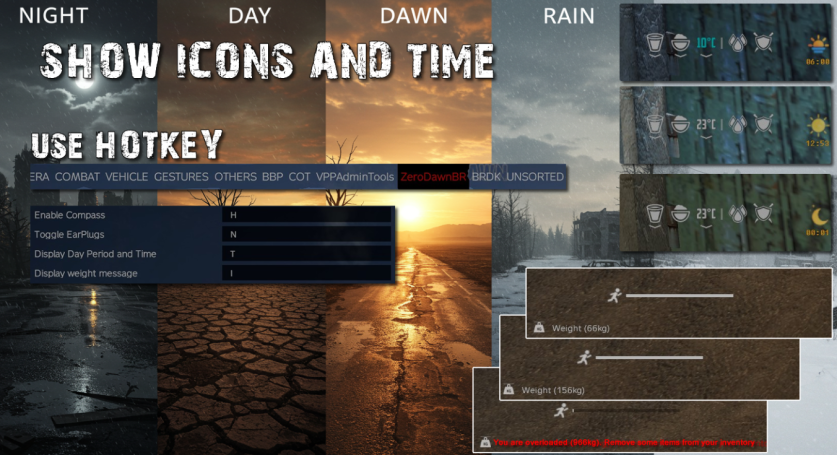 NIGHT DAY DAWN RAIN
SHOW ICONS AND TIME
USE HOTKEY
ERA COMBAT VEHICLE GESTURES OTHERS BBP COT VPPAdminTools ZeroDawnBR BRDK UNSORTED
Enable Compass H
Toggle EarPlugs N
Display Day Period and Time T
Display weight message I
10°C
06:00
23°C
12:53
23°C
00:01
Weight (66kg)
Weight (156kg)
You are overloaded (966kg). Remove some items from your inventory